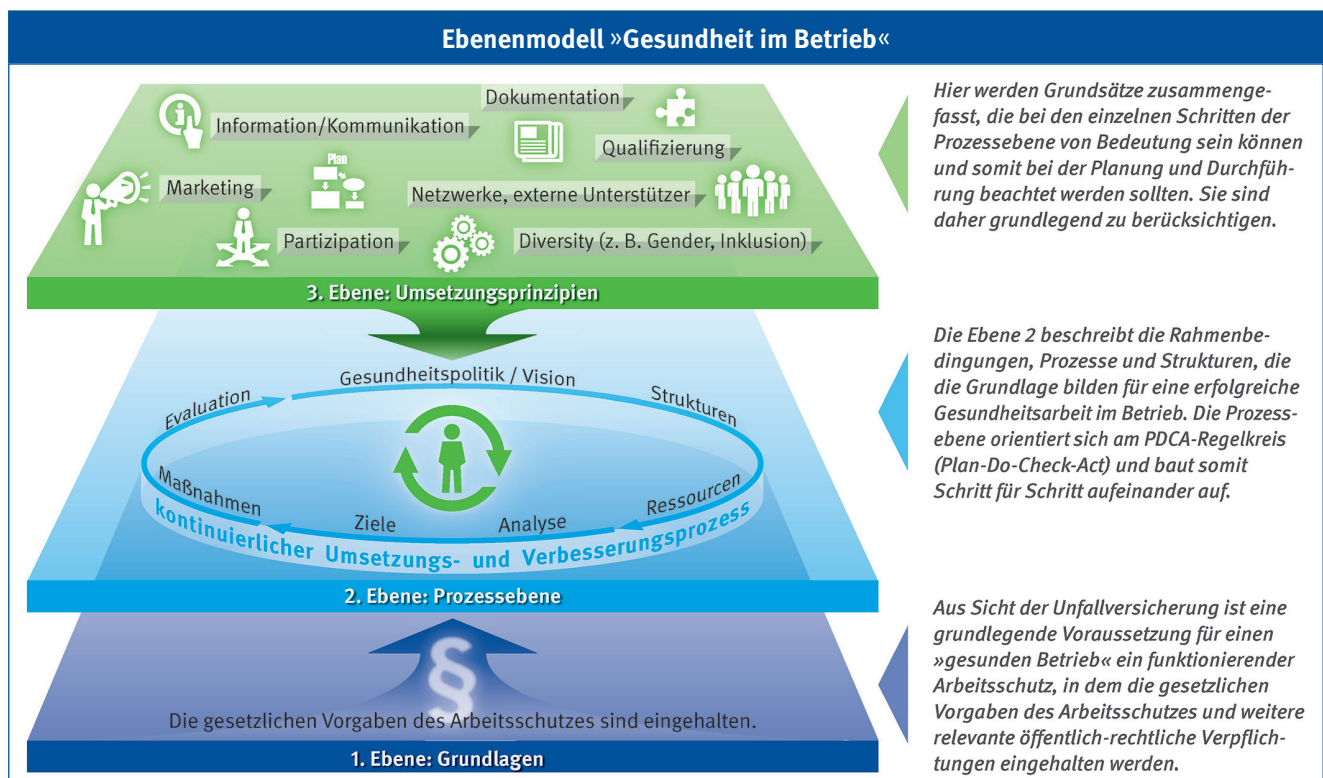 Ebenenmodell »Gesundheit im Betrieb«
Dokumentation
Information/Kommunikation
Qualifizierung
Plan
Marketing
Netzwerke, externe Unterstützer
Partizipation
Diversity (z. B. Gender, Inklusion)
3. Ebene: Umsetzungsprinzipien
Hier werden Grundsätze zusammenge-
fasst, die bei den einzelnen Schritten der
Prozessebene von Bedeutung sein können
und somit bei der Planung und Durchfüh-
rung beachtet werden sollten. Sie sind
daher grundlegend zu berücksichtigen.
Gesundheitspolitik / Vision
Evaluation
Strukturen
Maßnahmen
Ressourcen
Ziele
Analyse
kontinuierlicher Umsetzungs- und Verbesserungsprozess
2. Ebene: Prozessebene
Die Ebene 2 beschreibt die Rahmenbe-
dingungen, Prozesse und Strukturen, die
die Grundlage bilden für eine erfolgreiche
Gesundheitsarbeit im Betrieb. Die Prozess-
ebene orientiert sich am PDCA-Regelkreis
(Plan-Do-Check-Act) und baut somit
Schritt für Schritt aufeinander auf.
§
Die gesetzlichen Vorgaben des Arbeitsschutzes sind eingehalten.
1. Ebene: Grundlagen
Aus Sicht der Unfallversicherung ist eine
grundlegende Voraussetzung für einen
»gesunden Betrieb« ein funktionierender
Arbeitsschutz, in dem die gesetzlichen
Vorgaben des Arbeitsschutzes und weitere
relevante öffentlich-rechtliche Verpflich-
tungen eingehalten werden.